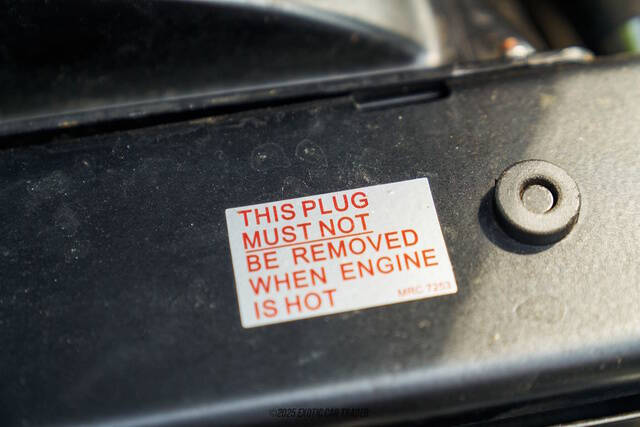 THIS PLUG
MUST NOT
BE REMOVED
WHEN ENGINE
IS HOT
MRC 7253
©2025 EXOTIC CAR TRADER